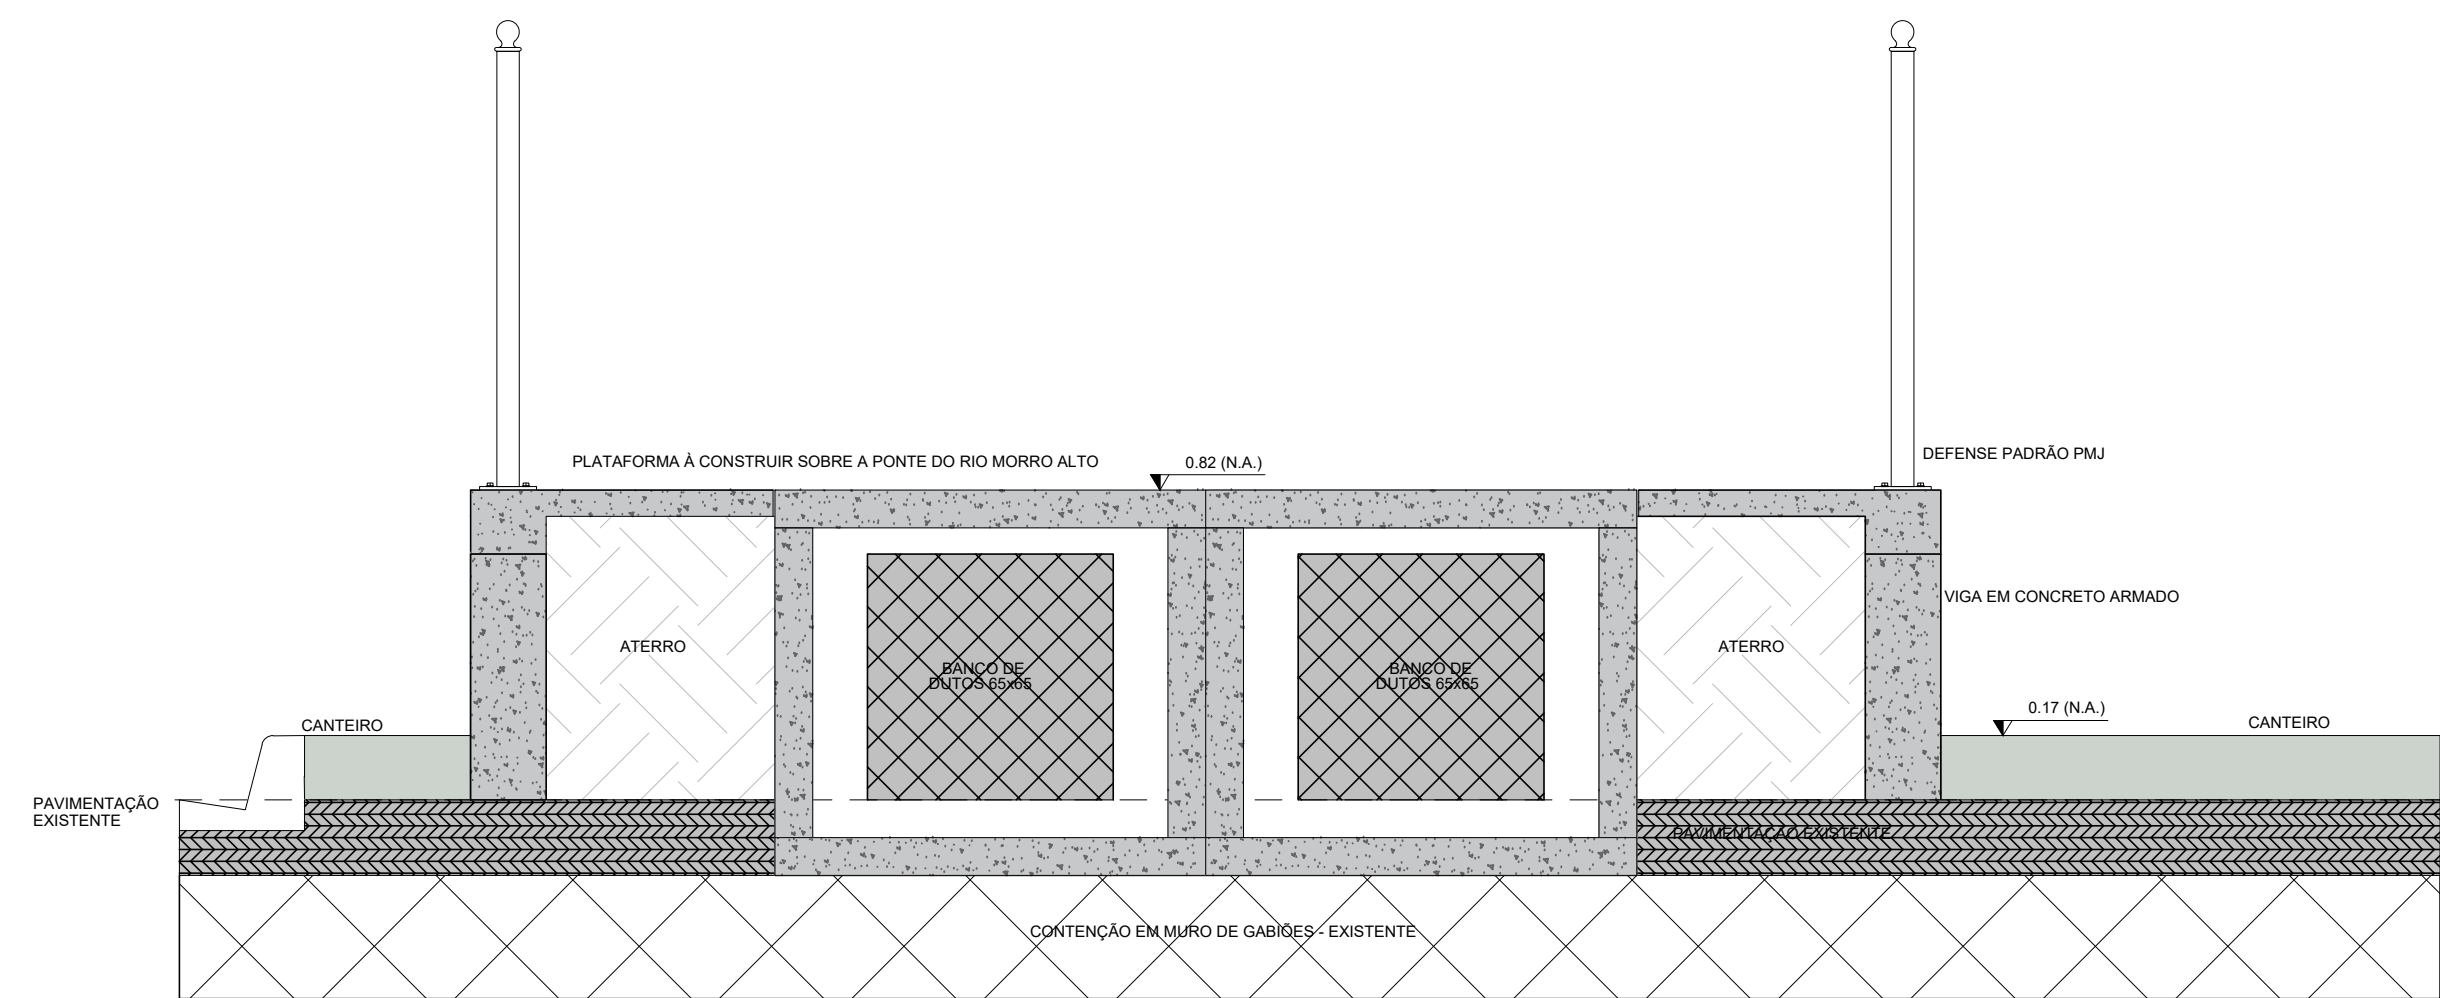 PLATAFORMA À CONSTRUIR SOBRE A PONTE DO RIO MORRO ALTO
0.82 (N.A.)
DEFENSE PADRÃO PMJ
VIGA EM CONCRETO ARMADO
ATERRO
ATERRO
BANCO DE
DUTOS 65x65
BANCO DE
DUTOS 65x65
0.17 (N.A.)
CANTEIRO
CANTEIRO
PAVIMENTAÇÃO
EXISTENTE
PAVIMENTAÇÃO EXISTENTE
CONTENÇÃO EM MURO DE GABIÕES - EXISTENTE